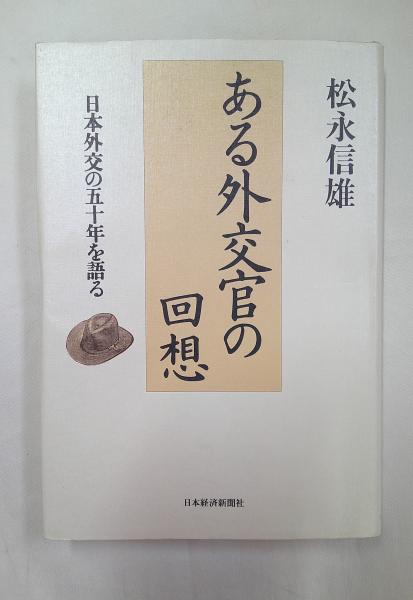 松永信雄
ある外交官の
回想
日本外交の五十年を語る
日本経済新聞社